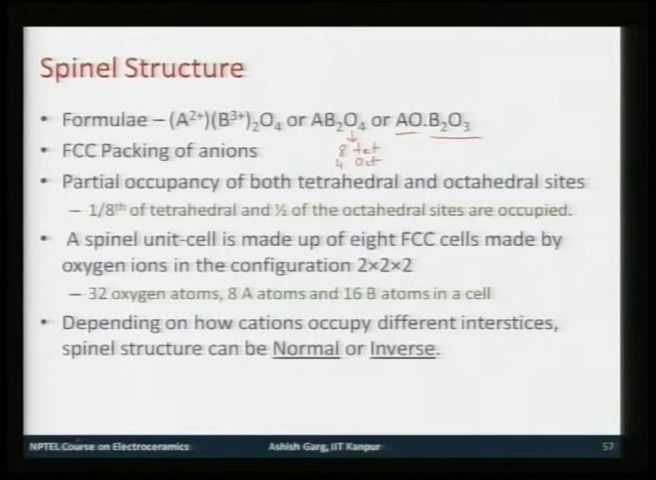 Spinel Structure
• Formulae – (A²⁺)(B³⁺)₂O₄ or AB₂O₄ or AO.B₂O₃
8 tet
4 Oct
• FCC Packing of anions
• Partial occupancy of both tetrahedral and octahedral sites
– 1/8th of tetrahedral and ½ of the octahedral sites are occupied.
• A spinel unit-cell is made up of eight FCC cells made by
oxygen ions in the configuration 2×2×2
– 32 oxygen atoms, 8 A atoms and 16 B atoms in a cell
• Depending on how cations occupy different interstices,
spinel structure can be Normal or Inverse.
NPTEL Course on Electroceramics Ashish Garg, IIT Kanpur 57